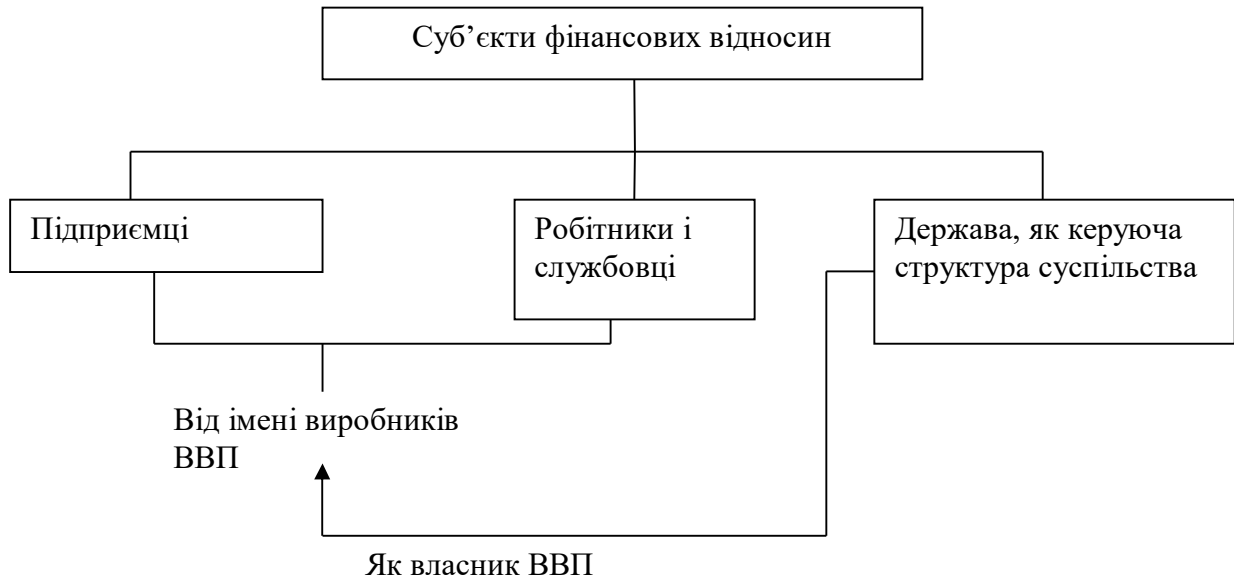 Суб’єкти фінансових відносин
Підприємці
Робітники і
службовці
Держава, як керуюча
структура суспільства
Від імені виробників
ВВП
Як власник ВВП